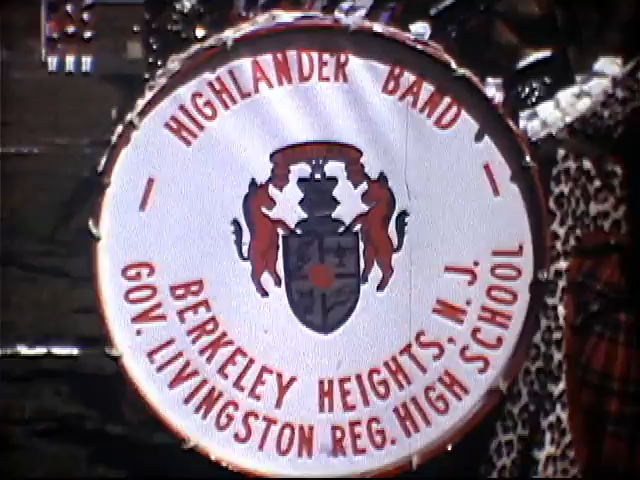 HIGHLANDER BAND
BERKELEY HEIGHTS, N.J.
GOV. LIVINGSTON REG. HIGH SCHOOL